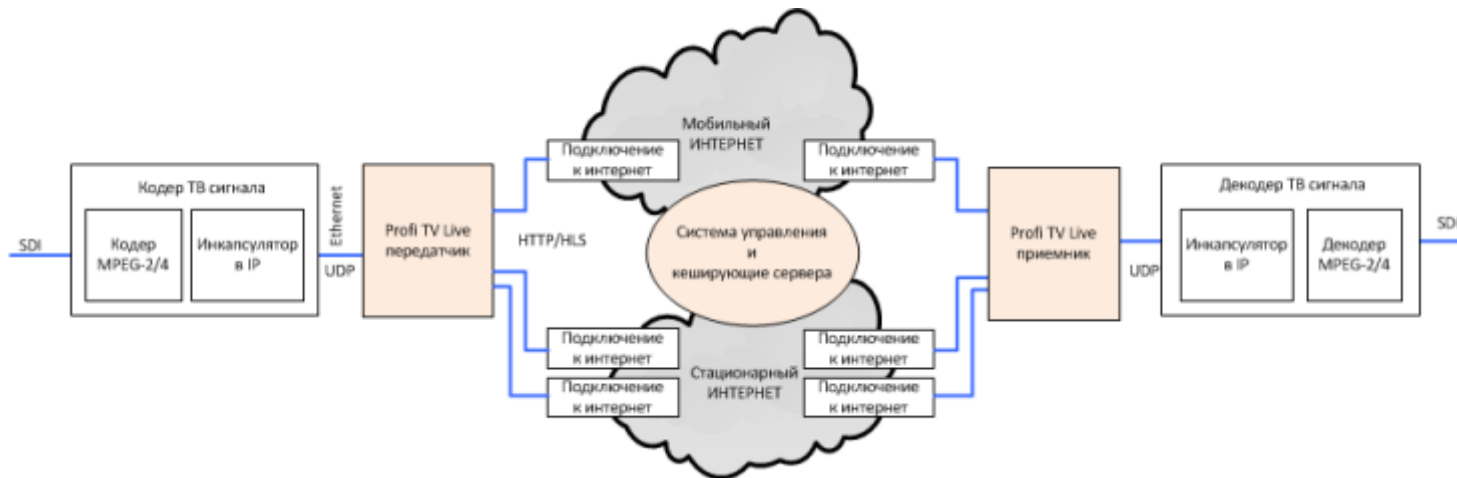 SDI
Кодер ТВ сигнала
Кодер
MPEG-2/4
Инкапсулятор
в IP
Ethernet
UDP
Profi TV Live
передатчик
HTTP/HLS
Мобильный
ИНТЕРНЕТ
Подключение
к интернет
Подключение
к интернет
Система управления
и
кеширующие сервера
Подключение
к интернет
Подключение
к интернет
Стационарный
ИНТЕРНЕТ
Подключение
к интернет
Подключение
к интернет
Profi TV Live
приемник
UDP
Декодер ТВ сигнала
Инкапсулятор
в IP
Декодер
MPEG-2/4
SDI